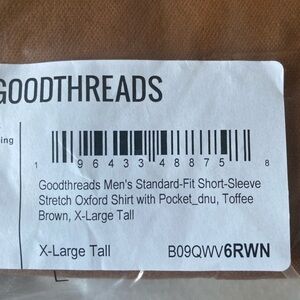 GOODTHREADS
ing
1 96433 48875 8
Goodthreads Men's Standard-Fit Short-Sleeve
Stretch Oxford Shirt with Pocket_dnu, Toffee
Brown, X-Large Tall
X-Large Tall B09QWV6RWN